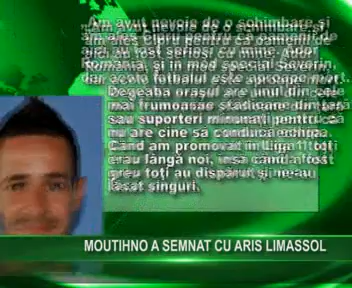 Am avut nevoie de o schimbare și
am ales Cipru pentru că oamenii de
aici au fost serioși cu mine. Ador
România, și în mod special Severin,
dar acolo fotbalul este aproape mort.
Degeaba orașul are unul din cele
mai frumoase stadioane din țară
sau suporteri minunați pentru că
nu are cine să conducă echipa.
Când am promovat în Liga 1 toți
erau lângă noi, însă când a fost
greu toți au dispărut și ne-au
lăsat singuri.
MOUTIHNO A SEMNAT CU ARIS LIMASSOL